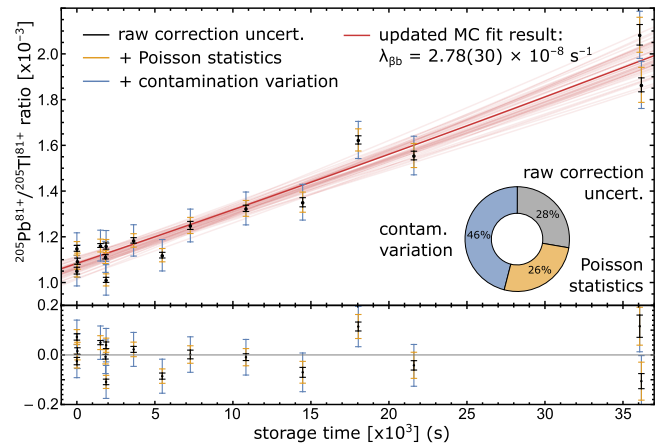 raw correction uncert.
+ Poisson statistics
+ contamination variation
updated MC fit result:
λβb = 2.78(30) × 10⁻⁸ s⁻¹
²⁰⁵Pb⁸¹⁺/²⁰⁵Tl⁸¹⁺ ratio [x10⁻³]
2.2
2.0
1.8
1.6
1.4
1.2
1.0
raw correction
uncert.
contam.
variation
Poisson
statistics
28%
46%
26%
0.2
0.0
−0.2
0 5 10 15 20 25 30 35
storage time [x10³] (s)